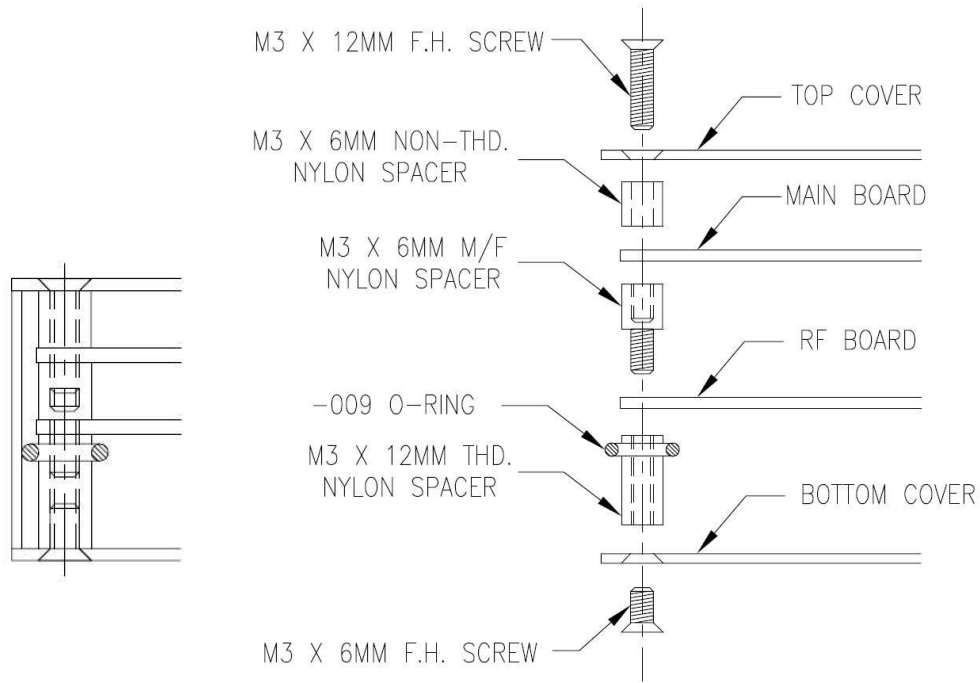 M3 X 12MM F.H. SCREW
TOP COVER
M3 X 6MM NON-THD.
NYLON SPACER
MAIN BOARD
M3 X 6MM M/F
NYLON SPACER
RF BOARD
-009 O-RING
M3 X 12MM THD.
NYLON SPACER
BOTTOM COVER
M3 X 6MM F.H. SCREW